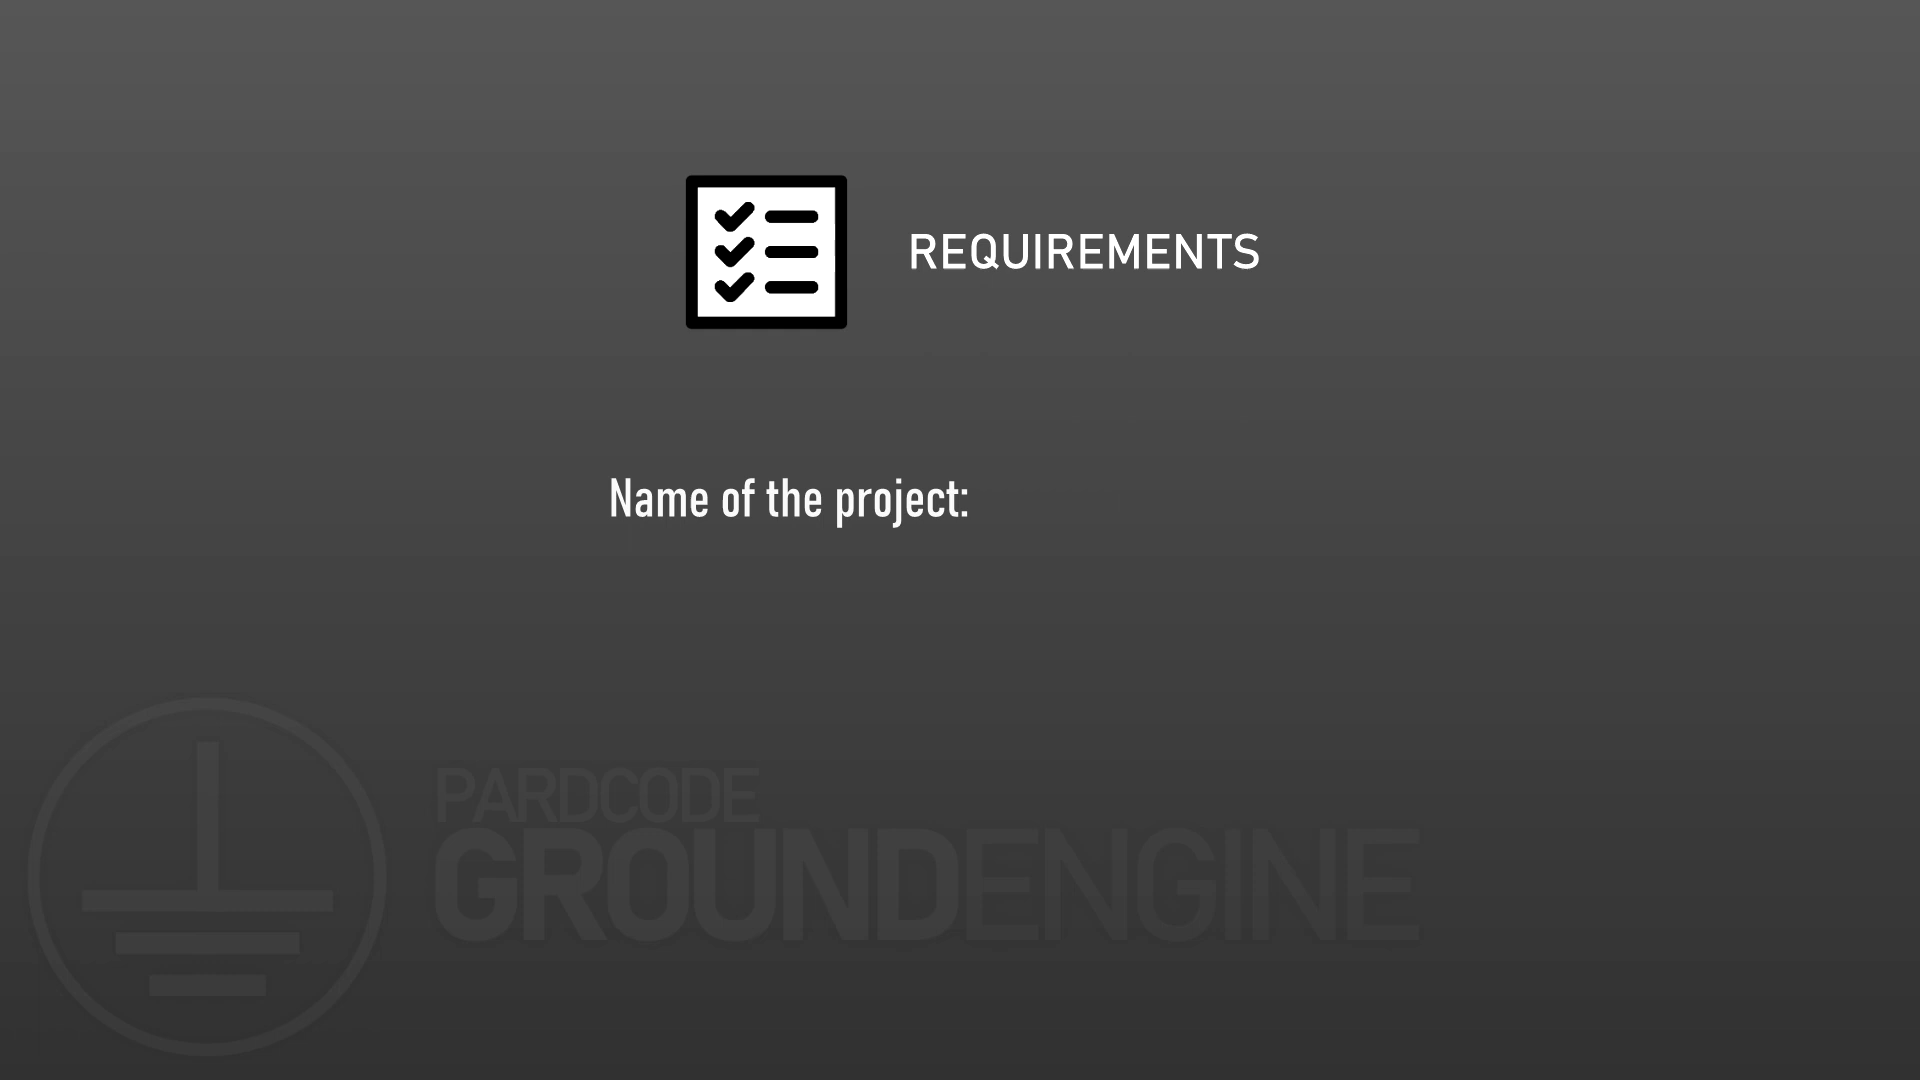 REQUIREMENTS
Name of the project:
PARDCODE
GROUNDENGINE